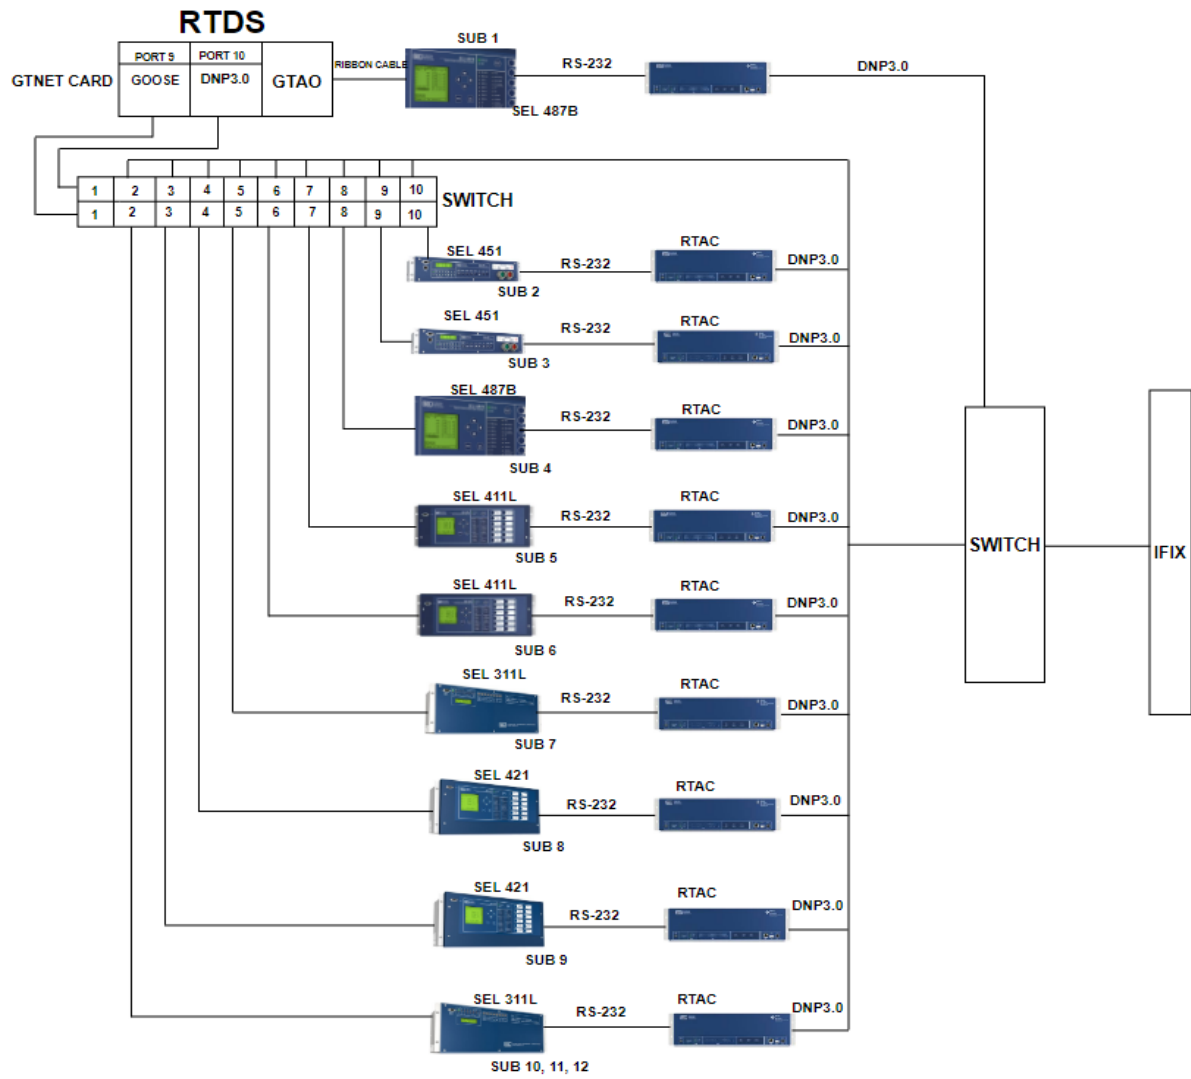 RTDS
SUB 1
PORT 9 PORT 10
GTNET CARD GOOSE DNP3.0 GTAO RIBBON CABLE RS-232 DNP3.0
SEL 487B
1 2 3 4 5 6 7 8 9 10
SWITCH
1 2 3 4 5 6 7 8 9 10
SEL 451 RS-232 RTAC DNP3.0
SUB 2
SEL 451 RS-232 RTAC DNP3.0
SUB 3
SEL 487B RS-232 RTAC DNP3.0
SUB 4
SEL 411L RS-232 RTAC DNP3.0
SUB 5
SWITCH IFIX
SEL 411L RS-232 RTAC DNP3.0
SUB 6
SEL 311L RS-232 RTAC DNP3.0
SUB 7
SEL 421 RS-232 RTAC DNP3.0
SUB 8
SEL 421 RS-232 RTAC DNP3.0
SUB 9
SEL 311L RS-232 RTAC DNP3.0
SUB 10, 11, 12